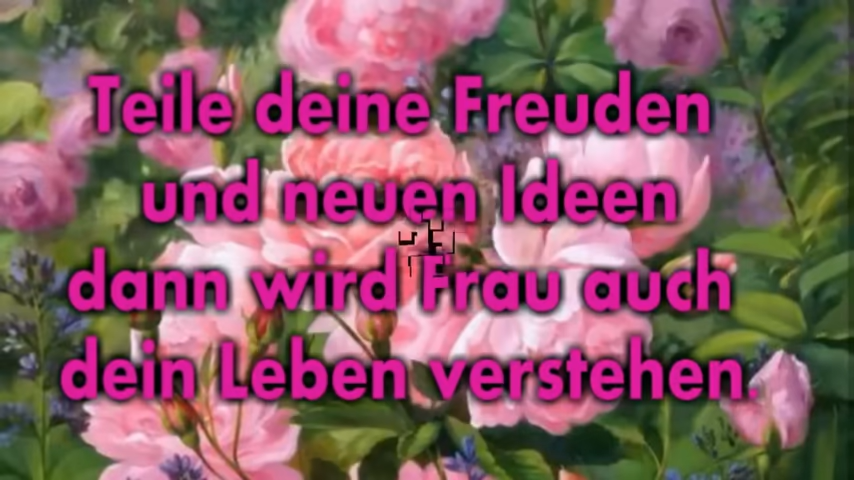 Teile deine Freuden
und neuen Ideen
dann wird Frau auch
dein Leben verstehen.